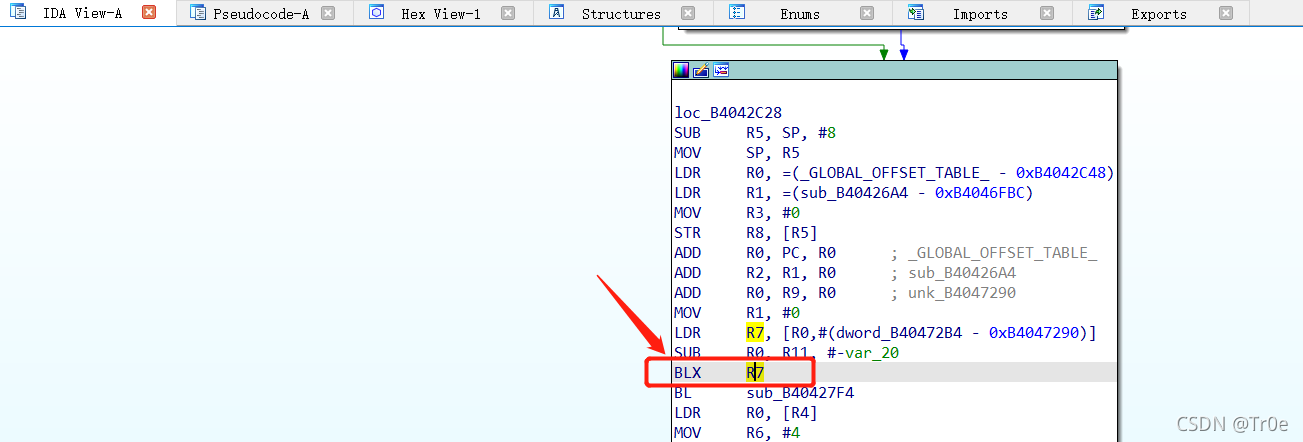 IDA View-A Pseudocode-A Hex View-1 Structures Enums Imports Exports
loc_B4042C28
SUB R5, SP, #8
MOV SP, R5
LDR R0, =(_GLOBAL_OFFSET_TABLE_ - 0xB4042C48)
LDR R1, =(sub_B40426A4 - 0xB4046FBC)
MOV R3, #0
STR R8, [R5]
ADD R0, PC, R0 ; _GLOBAL_OFFSET_TABLE_
ADD R2, R1, R0 ; sub_B40426A4
ADD R0, R9, R0 ; unk_B4047290
MOV R1, #0
LDR R7, [R0,#(dword_B40472B4 - 0xB4047290)]
SUB R0, R11, #-var_20
BLX R7
BL sub_B40427F4
LDR R0, [R4]
MOV R6, #4
CSDN @Tr0e